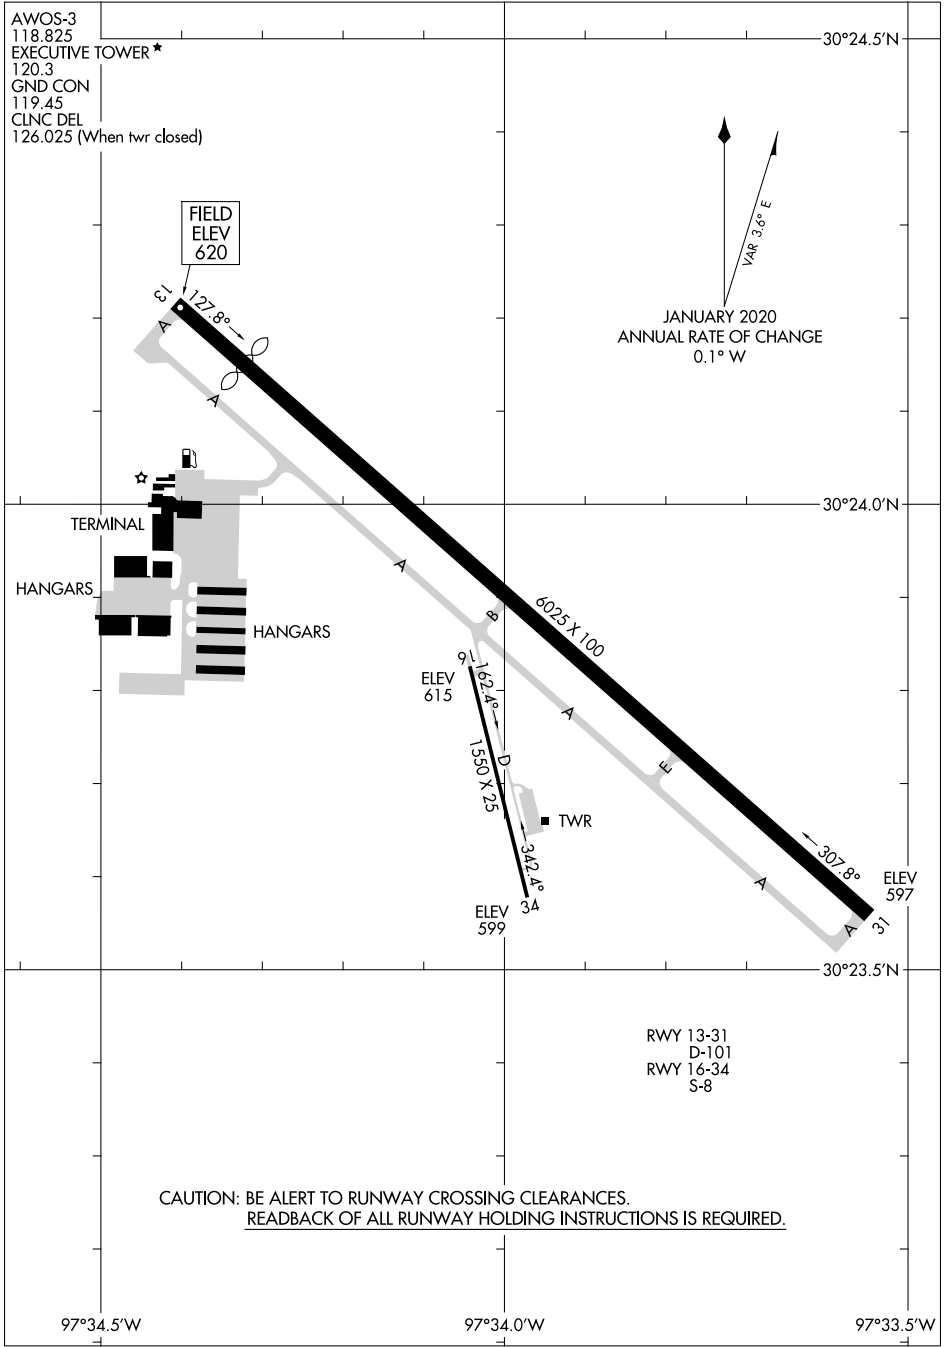 AWOS-3
118.825
EXECUTIVE TOWER★
120.3
GND CON
119.45
CLNC DEL
126.025 (When twr closed)
30°24.5'N
VAR 3.6° E
JANUARY 2020
ANNUAL RATE OF CHANGE
0.1° W
FIELD
ELEV
620
13
127.8°
A
A
30°24.0'N
TERMINAL
HANGARS
HANGARS
A
B
6025 X 100
16
ELEV
615
162.4°
A
1550 X 25
D
E
TWR
342.4°
307.8°
A
ELEV
597
A
31
34
ELEV
599
30°23.5'N
RWY 13-31
D-101
RWY 16-34
S-8
CAUTION: BE ALERT TO RUNWAY CROSSING CLEARANCES.
READBACK OF ALL RUNWAY HOLDING INSTRUCTIONS IS REQUIRED.
97°34.5'W
97°34.0'W
97°33.5'W